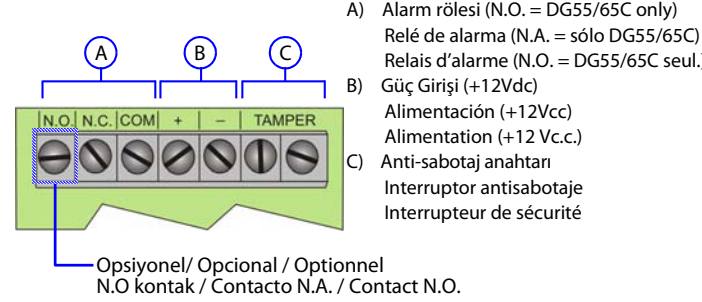 A B C
N.O. N.C. COM + – TAMPER
Opsiyonel/ Opcional / Optionnel
N.O kontak / Contacto N.A. / Contact N.O.
A) Alarm rölesi (N.O. = DG55/65C only)
Relé de alarma (N.A. = sólo DG55/65C)
Relais d’alarme (N.O. = DG55/65C seul.)
B) Güç Girişi (+12Vdc)
Alimentación (+12Vcc)
Alimentation (+12 Vc.c.)
C) Anti-sabotaj anahtarı
Interruptor antisabotaje
Interrupteur de sécurité